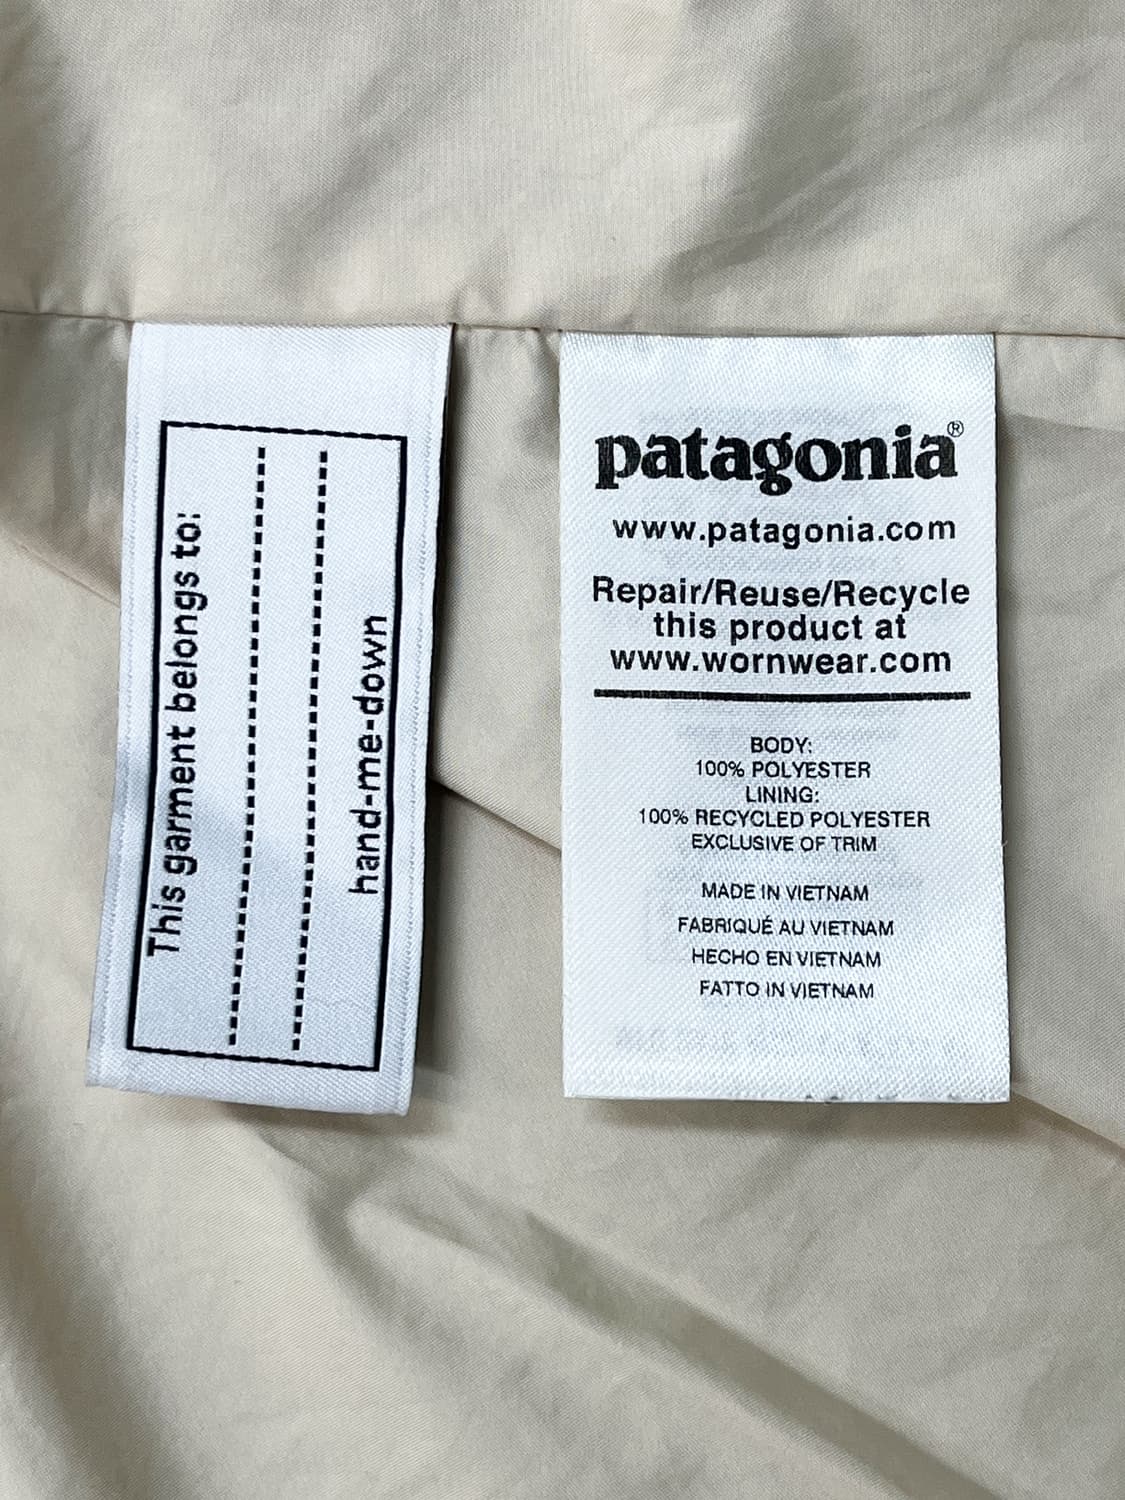 This garment belongs to:
hand-me-down
patagonia®
www.patagonia.com
Repair/Reuse/Recycle
this product at
www.wornwear.com
BODY:
100% POLYESTER
LINING:
100% RECYCLED POLYESTER
EXCLUSIVE OF TRIM
MADE IN VIETNAM
FABRIQUÉ AU VIETNAM
HECHO EN VIETNAM
FATTO IN VIETNAM